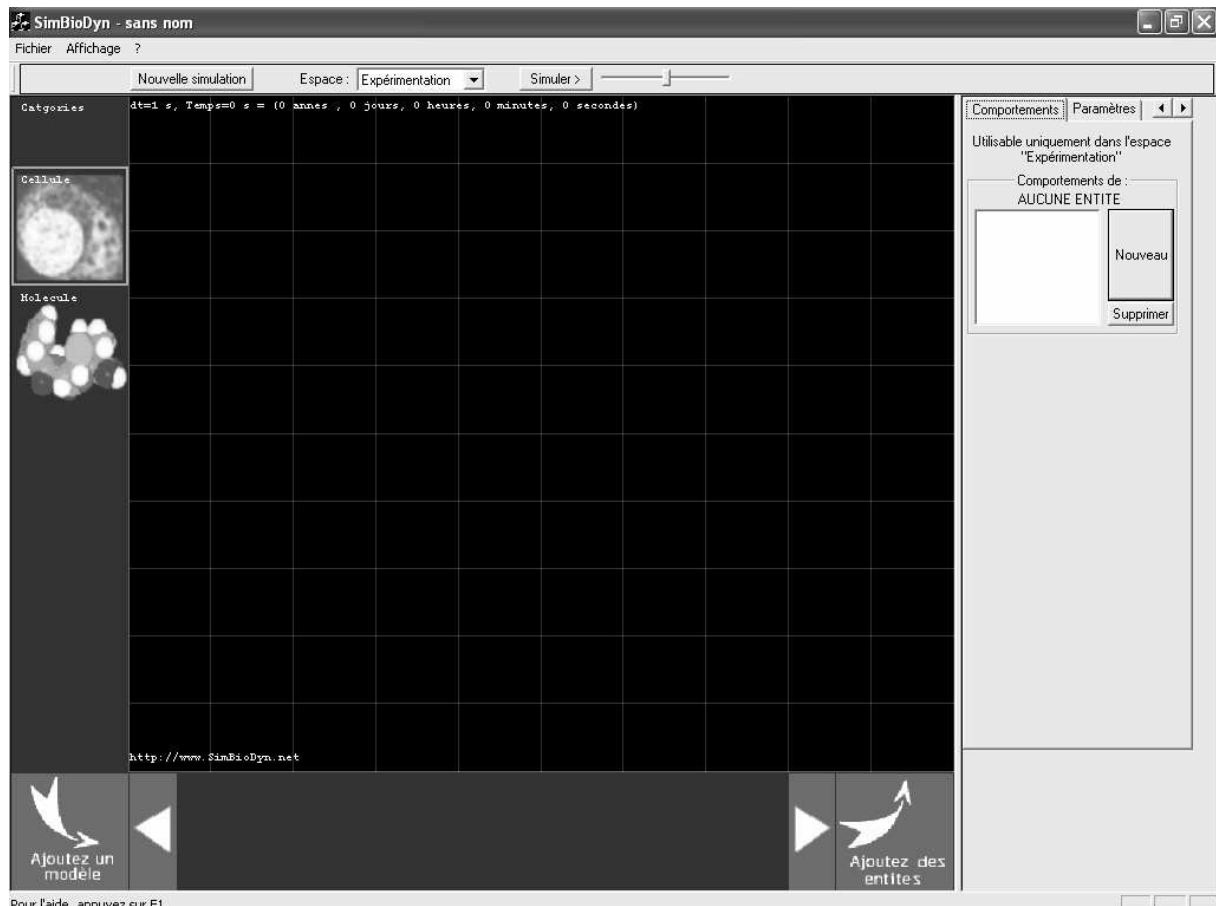 SimBioDyn - sans nom
Fichier Affichage ?
Nouvelle simulation Espace : Expérimentation Simuler >
Catgories
dt=1 s, Temps=0 s = (0 annes , 0 jours, 0 heures, 0 minutes, 0 secondes)
Comportements Paramètres
Utilisable uniquement dans l'espace
"Expérimentation"
Comportements de :
AUCUNE ENTITE
Nouveau
Supprimer
Cellule
Molecule
http://www.SimBioDyn.net
Ajoutez un
modèle
Ajoutez des
entites
Pour l'aide, appuyez sur F1